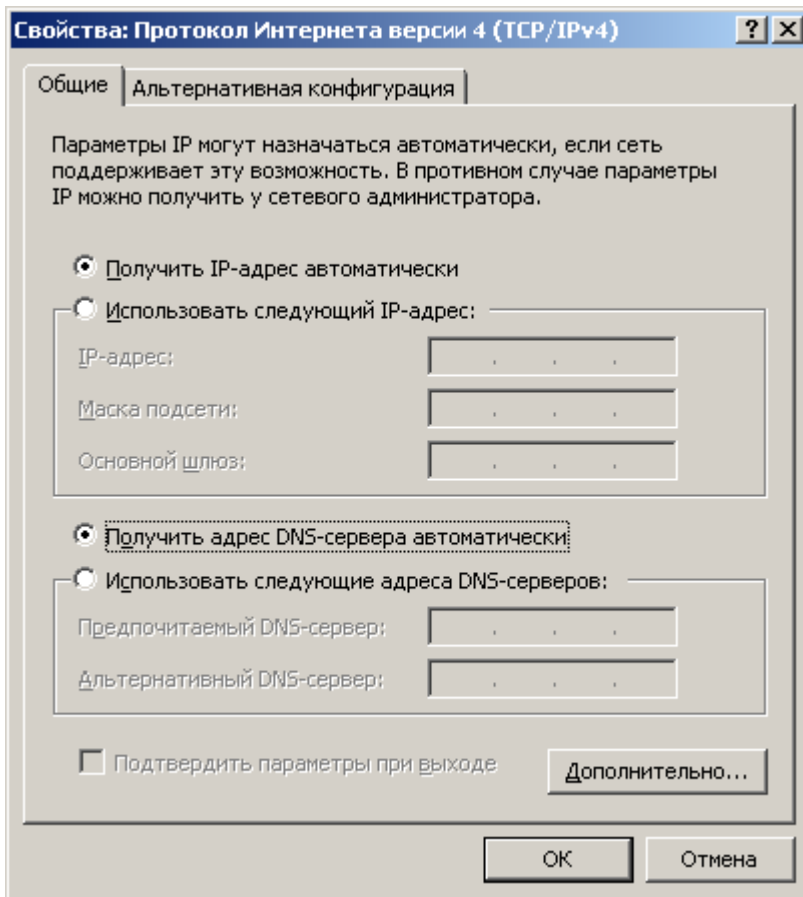 Свойства: Протокол Интернета версии 4 (TCP/IPv4)
Общие
Альтернативная конфигурация
Параметры IP могут назначаться автоматически, если сеть
поддерживает эту возможность. В противном случае параметры
IP можно получить у сетевого администратора.
Получить IP-адрес автоматически
Использовать следующий IP-адрес:
IP-адрес:
Маска подсети:
Основной шлюз:
Получить адрес DNS-сервера автоматически
Использовать следующие адреса DNS-серверов:
Предпочитаемый DNS-сервер:
Альтернативный DNS-сервер:
Подтвердить параметры при выходе
Дополнительно...
ОК
Отмена